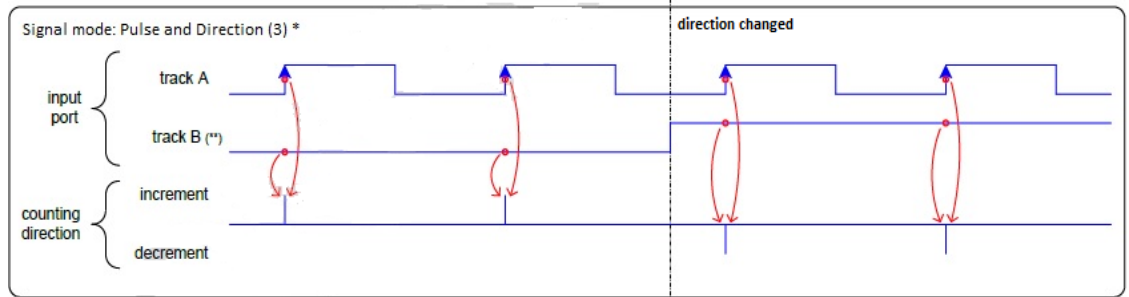 direction changed
Signal mode: Pulse and Direction (3) *
track A
input
port
track B (**)
increment
counting
direction
decrement